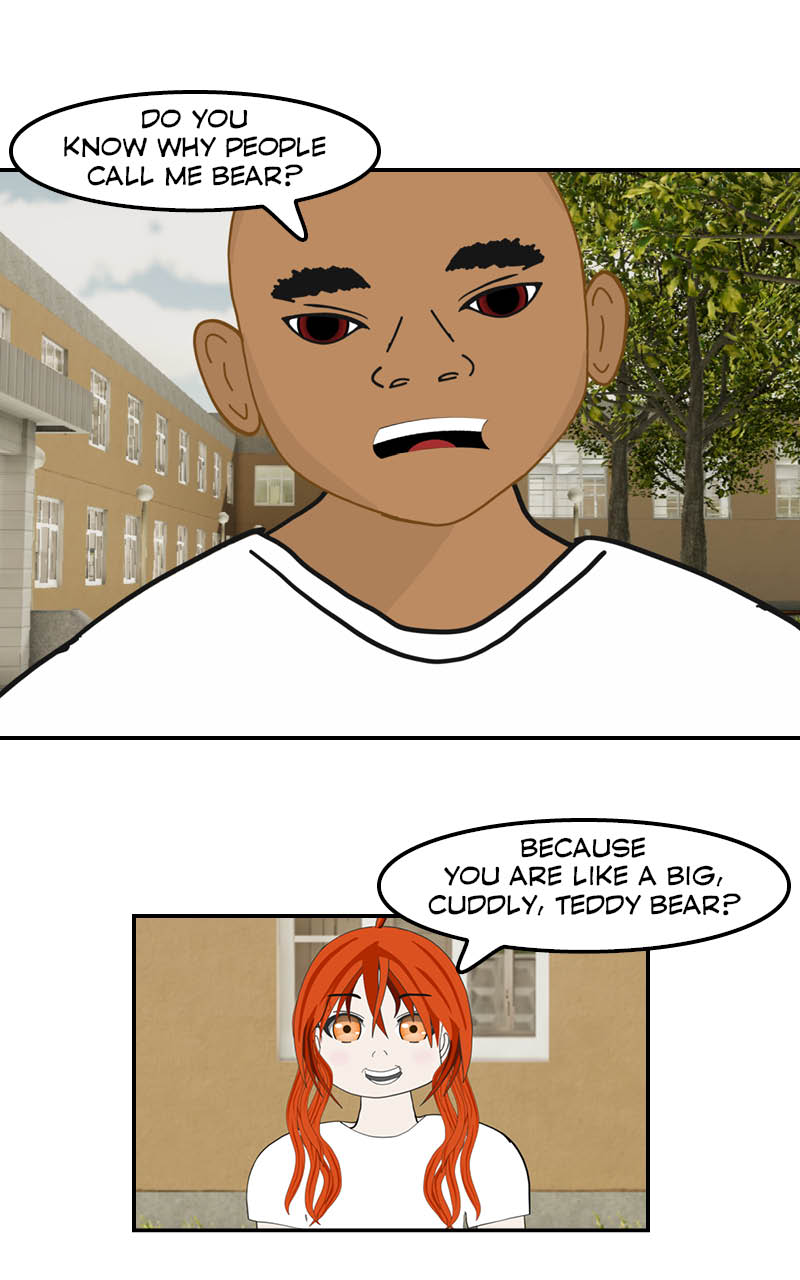 DO YOU
KNOW WHY PEOPLE
CALL ME BEAR?
BECAUSE
YOU ARE LIKE A BIG,
CUDDLY, TEDDY BEAR?